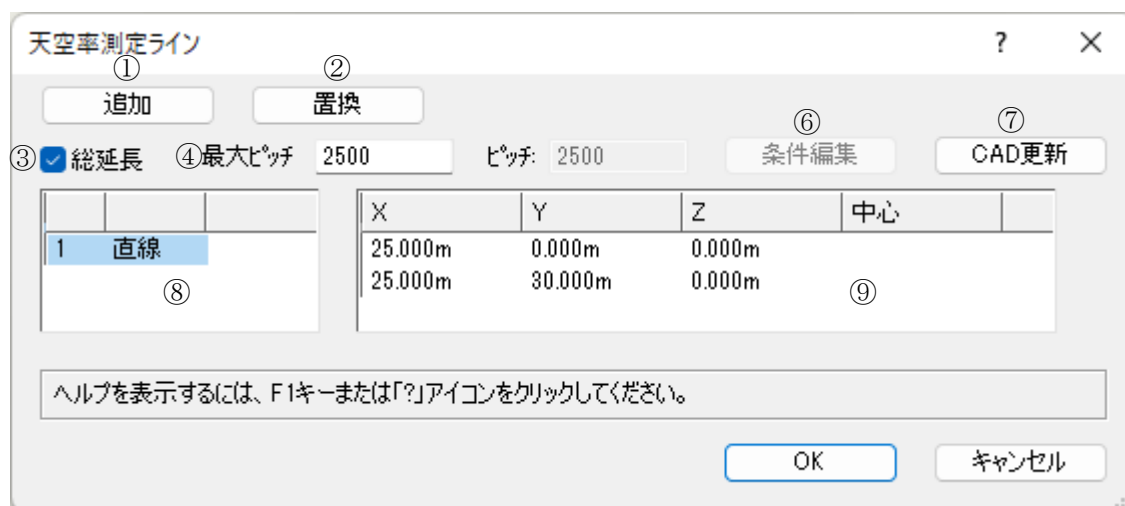 天空率測定ライン ? ×
① ②
追加 置換 ⑥ ⑦
③ 総延長 ④最大ピッチ 2500 ピッチ: 2500 条件編集 CAD更新
X Y Z 中心
1 直線 25.000m 0.000m 0.000m
25.000m 30.000m 0.000m
⑧ ⑨
ヘルプを表示するには、F1キーまたは「?」アイコンをクリックしてください。
OK キャンセル